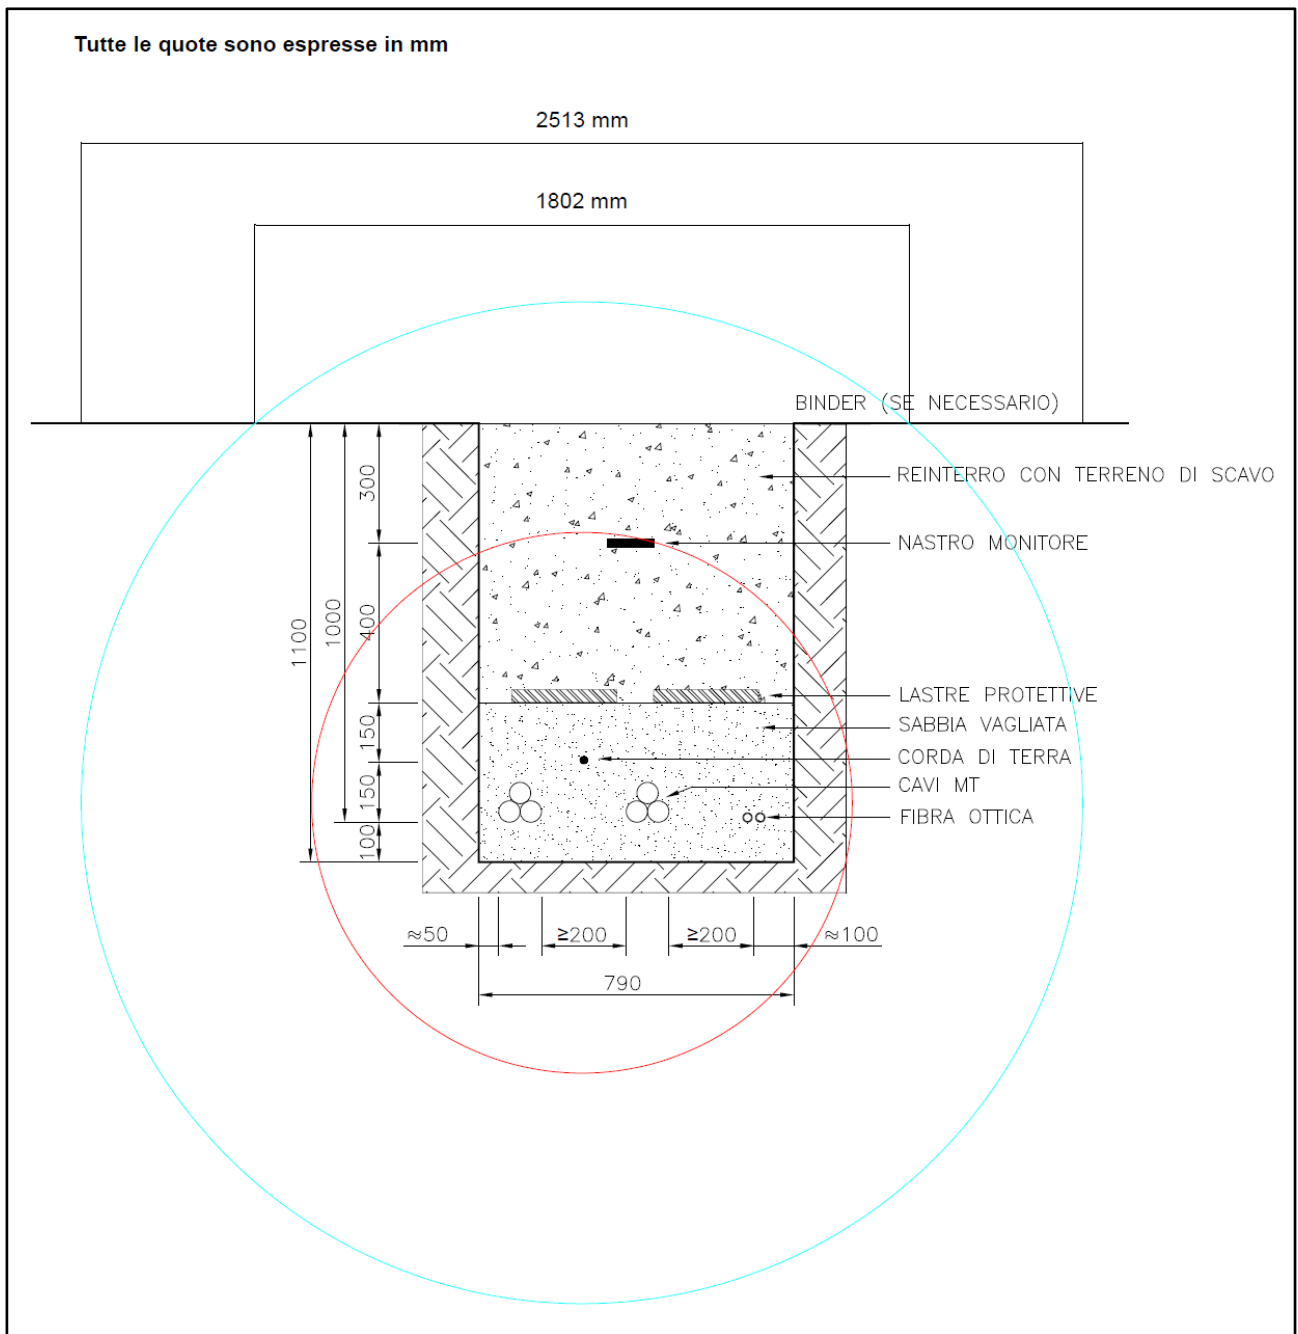 Tutte le quote sono espresse in mm
2513 mm
1802 mm
BINDER (SE NECESSARIO)
300
REINTERRO CON TERRENO DI SCAVO
NASTRO MONITORE
400
1000
1100
LASTRE PROTETTIVE
150
SABBIA VAGLIATA
CORDA DI TERRA
150
CAVI MT
FIBRA OTTICA
100
≈50
≥200
≥200
≈100
790